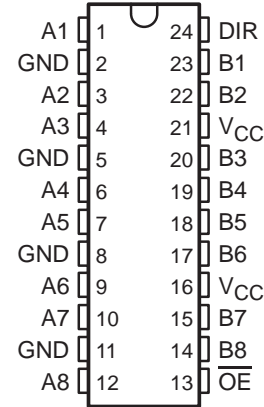 A1 1 24 DIR
GND 2 23 B1
A2 3 22 B2
A3 4 21 VCC
GND 5 20 B3
A4 6 19 B4
A5 7 18 B5
GND 8 17 B6
A6 9 16 VCC
A7 10 15 B7
GND 11 14 B8
A8 12 13 O̅E̅